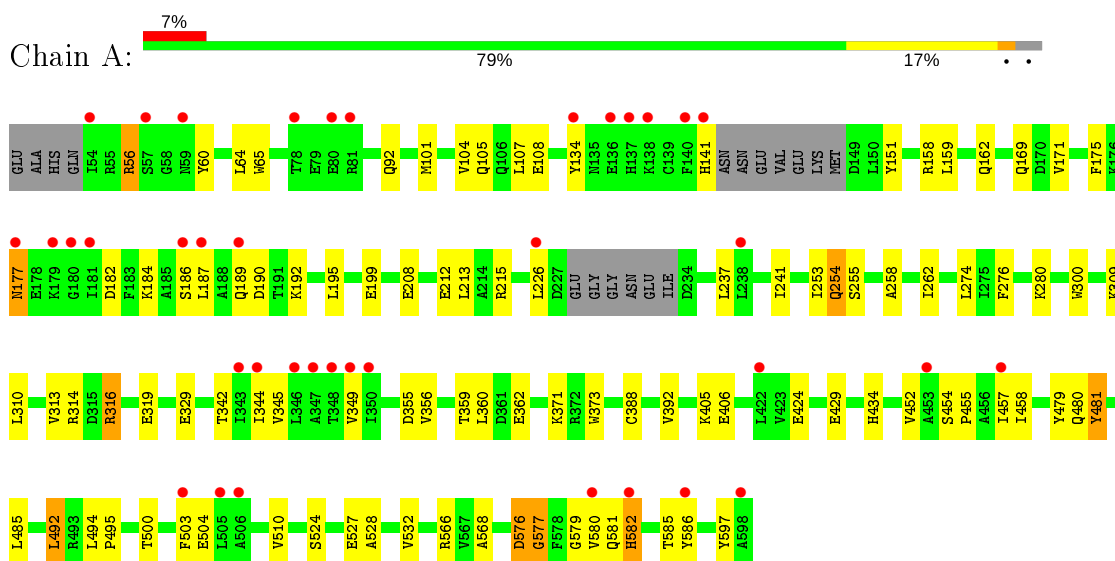 7%
Chain A:
79% 17% • •
GLU ALA HIS GLN I54 R55 R56 S57 G58 N59 Y60 L64 W65 T78 E79 E80 R81 Q92 M101 V104 Q105 Q106 L107 E108 Y134 N135 E136 H137 K138 C139 F140 H141 ASN ASN GLU VAL GLU LYS MET D149 L150 Y151 R158 L159 Q162 Q169 D170 V171 F175 K176
N177 E178 K179 G180 I181 D182 F183 K184 A185 S186 L187 A188 Q189 D190 T191 K192 L195 E199 E208 E212 L213 A214 R215 L226 D227 GLU GLY GLY ASN GLU ILE D234 L237 L238 I241 I253 Q254 S255 A258 I262 L274 I275 F276 K280 W300
L310 V313 R314 D315 R316 E319 E329 T342 I343 I344 V345 L346 A347 T348 V349 I350 D355 V356 T359 L360 D361 E362 K371 R372 W373 C388 V392 K405 E406 L422 V423 E424 E429 H434 V452 A453 S454 P455 A456 I457 I458 Y479 Q480 Y481
L485 L492 R493 L494 P495 T500 F503 E504 L505 A506 V510 S524 E527 A528 V532 R566 V567 A568 D576 G577 F578 G579 V580 Q581 H582 T585 Y586 Y597 A598